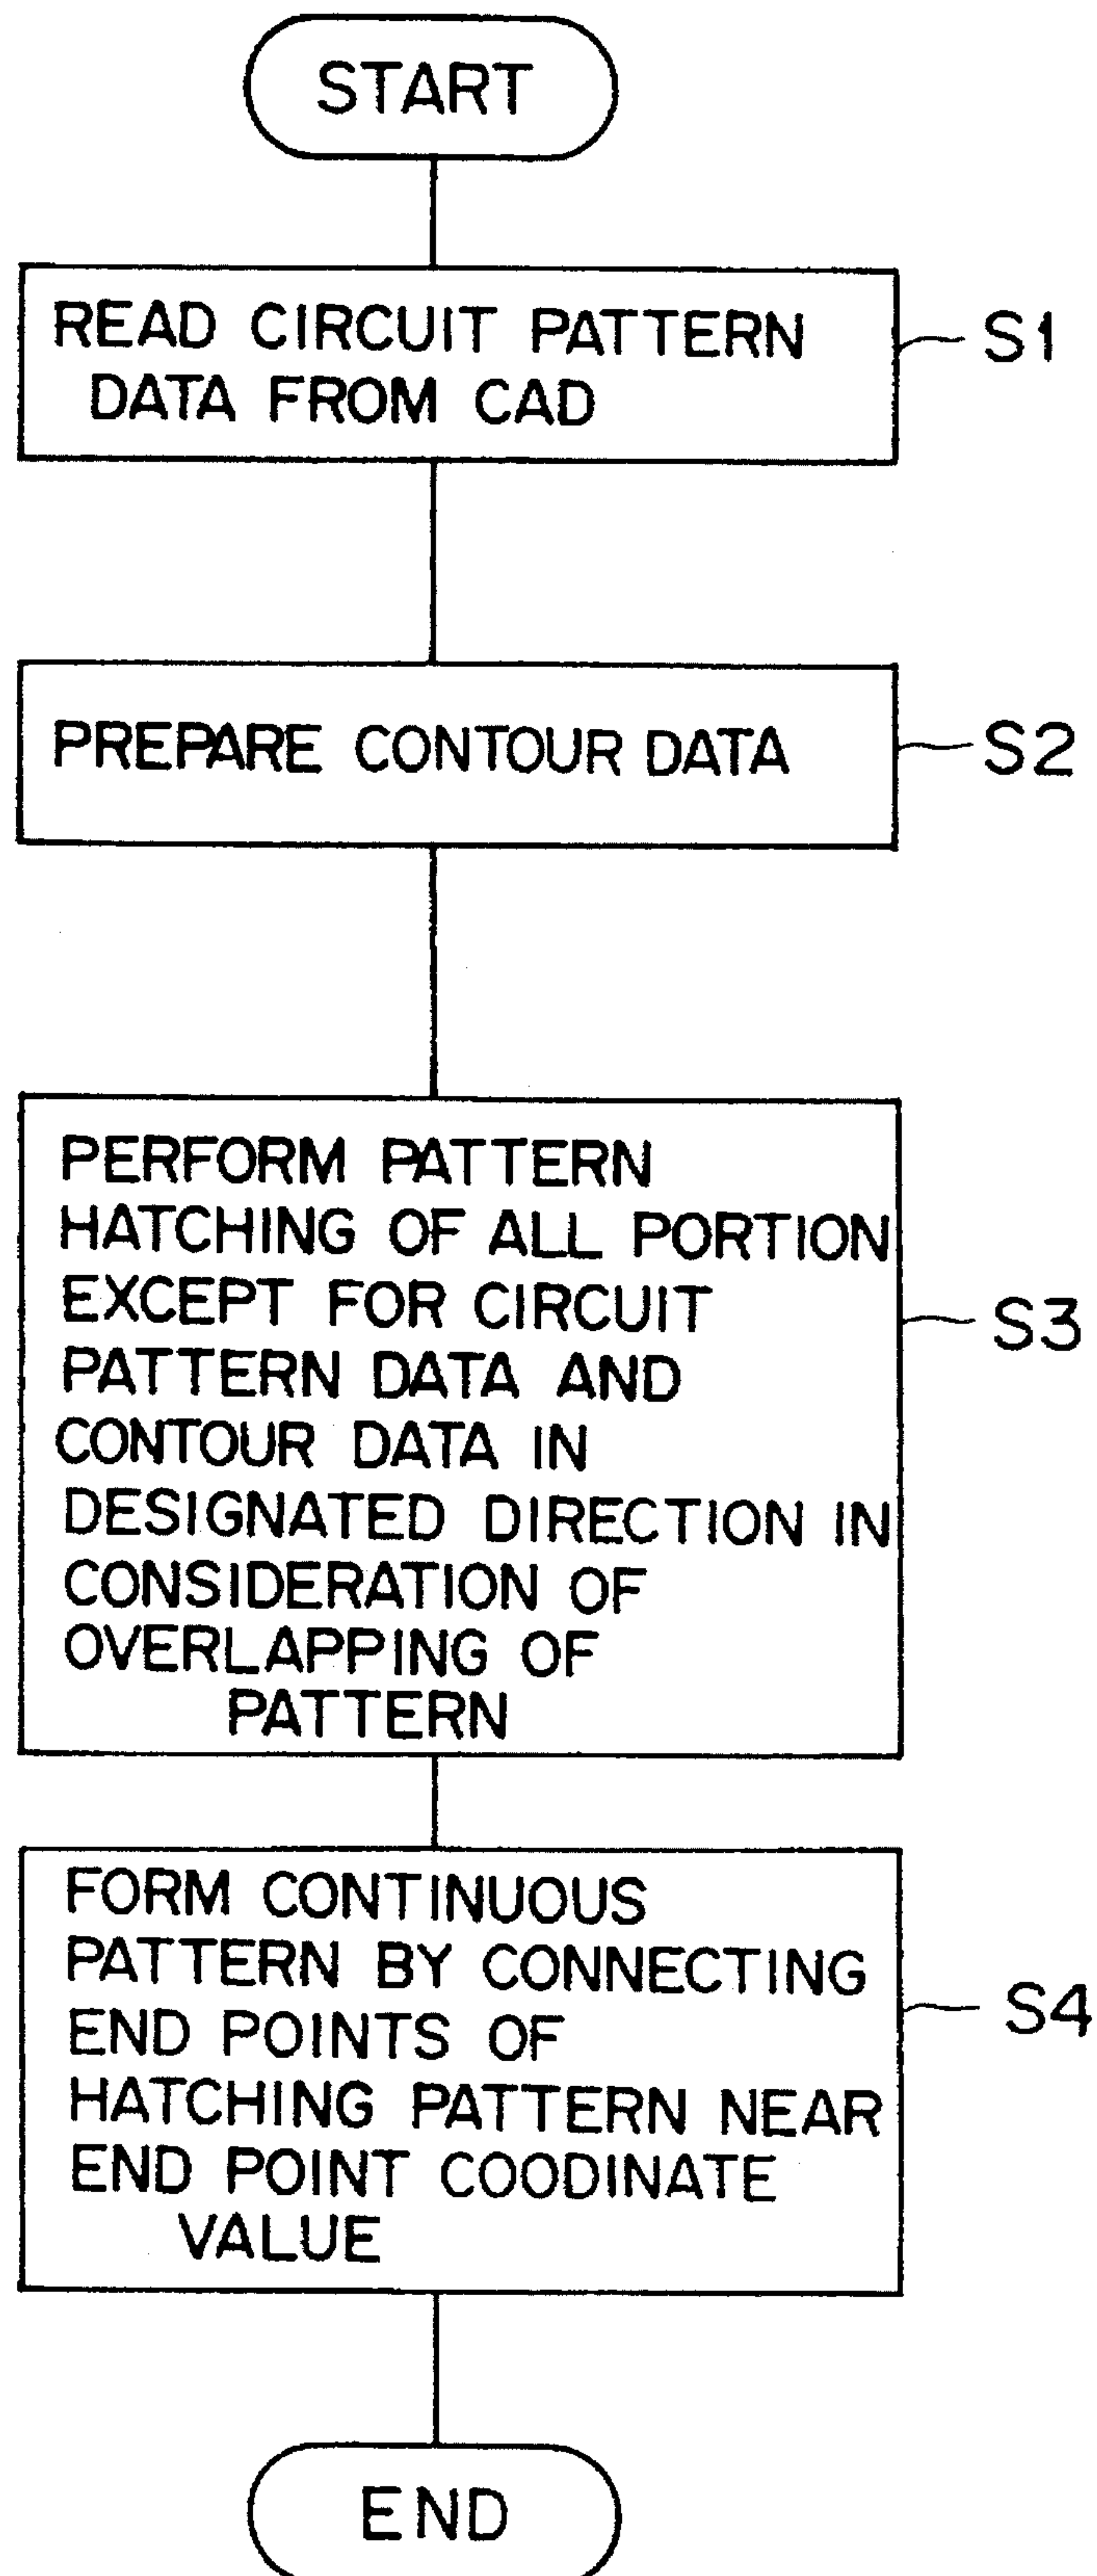 START
READ CIRCUIT PATTERN
DATA FROM CAD
S1
PREPARE CONTOUR DATA
S2
PERFORM PATTERN
HATCHING OF ALL PORTION
EXCEPT FOR CIRCUIT
PATTERN DATA AND
CONTOUR DATA IN
DESIGNATED DIRECTION IN
CONSIDERATION OF
OVERLAPPING OF
PATTERN
S3
FORM CONTINUOUS
PATTERN BY CONNECTING
END POINTS OF
HATCHING PATTERN NEAR
END POINT COODINATE
VALUE
S4
END